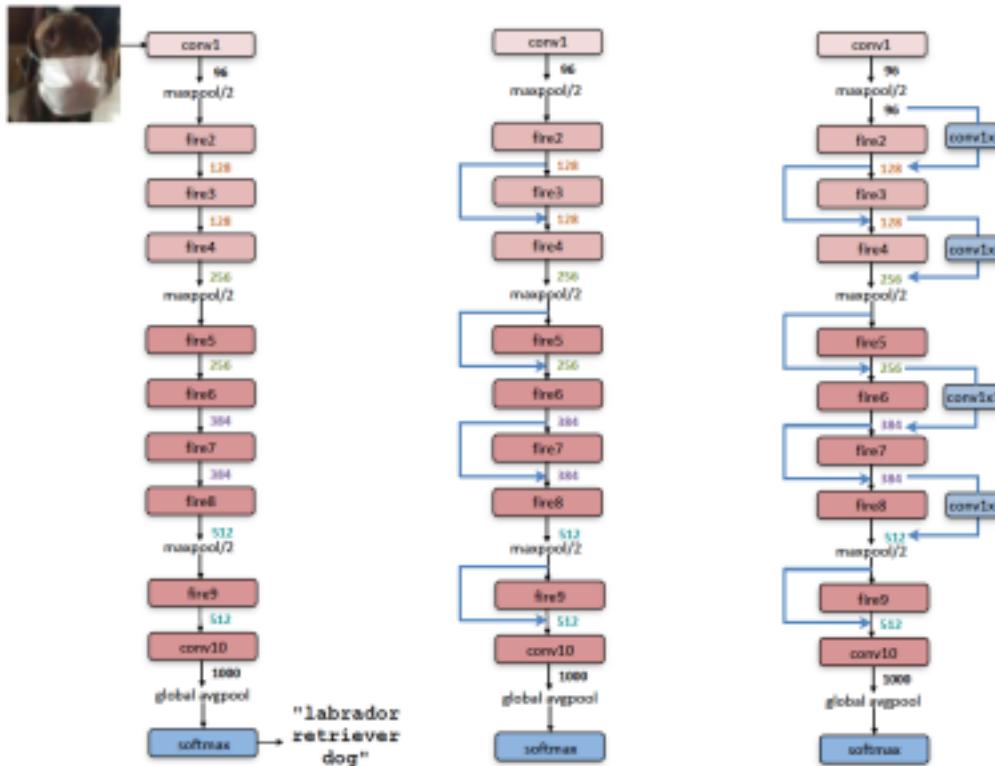 conv1
96
maxpool/2
fire2
128
fire3
128
fire4
256
maxpool/2
fire5
256
fire6
384
fire7
384
fire8
512
maxpool/2
fire9
512
conv10
1000
global avgpool
softmax
"labrador
retriever
dog"
conv1
96
maxpool/2
fire2
128
fire3
128
fire4
256
maxpool/2
fire5
256
fire6
384
fire7
384
fire8
512
maxpool/2
fire9
512
conv10
1000
global avgpool
softmax
conv1
96
maxpool/2
96
fire2
conv1x
128
fire3
128
fire4
conv1x
256
maxpool/2
fire5
256
fire6
conv1x
384
fire7
384
fire8
conv1x
512
maxpool/2
fire9
512
conv10
1000
global avgpool
softmax